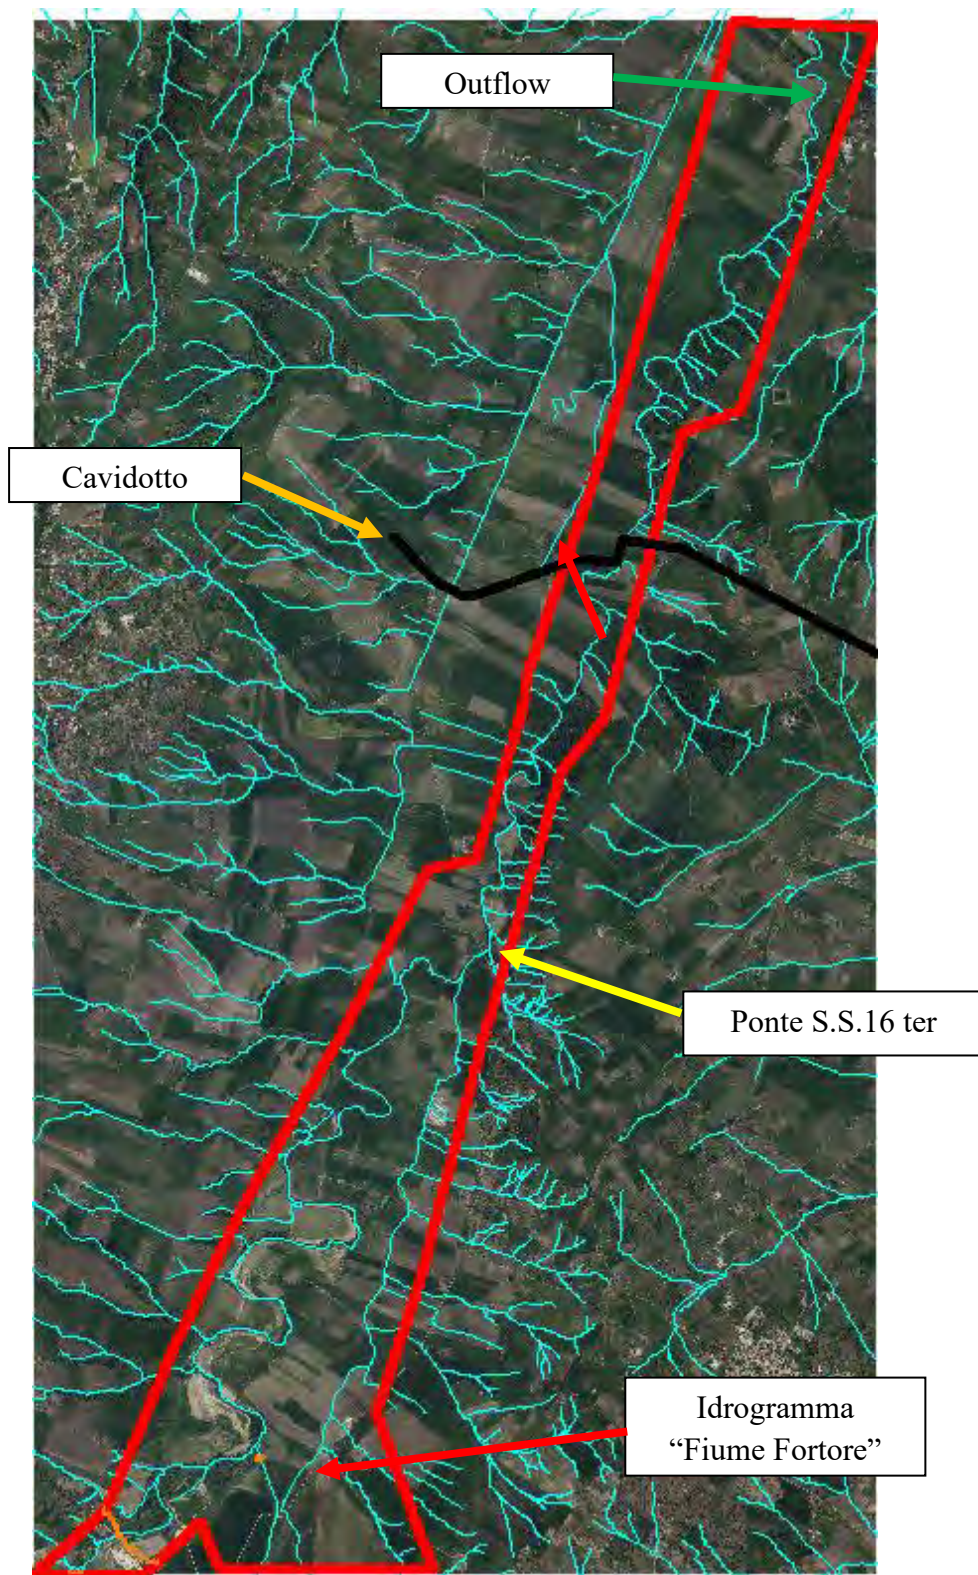 Outflow
Cavidotto
Ponte S.S.16 ter
Idrogramma
“Fiume Fortore”